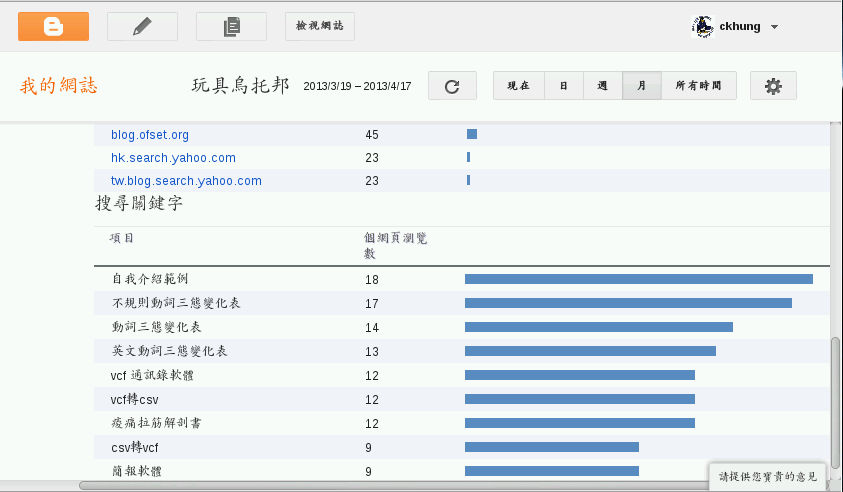 檢視網誌
ckhung
我的網誌 玩具烏托邦 2013/3/19 – 2013/4/17 現在 日 週 月 所有時間
blog.ofset.org 45
hk.search.yahoo.com 23
tw.blog.search.yahoo.com 23
搜尋關鍵字
項目 個網頁瀏覽
數
自我介紹範例 18
不規則動詞三態變化表 17
動詞三態變化表 14
英文動詞三態變化表 13
vcf 通訊錄軟體 12
vcf轉csv 12
痠痛拉筋解剖書 12
csv轉vcf 9
簡報軟體 9
請提供您寶貴的意見